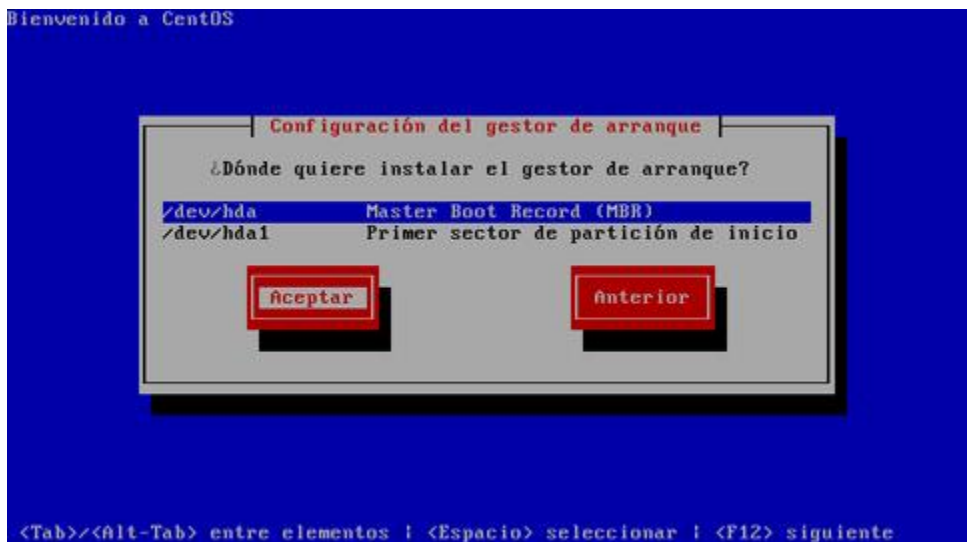 Bienvenido a CentOS
Configuración del gestor de arranque
¿Dónde quiere instalar el gestor de arranque?
/dev/hda Master Boot Record (MBR)
/dev/hda1 Primer sector de partición de inicio
Aceptar Anterior
<Tab>/<Alt-Tab> entre elementos | <Espacio> seleccionar | <F12> siguiente